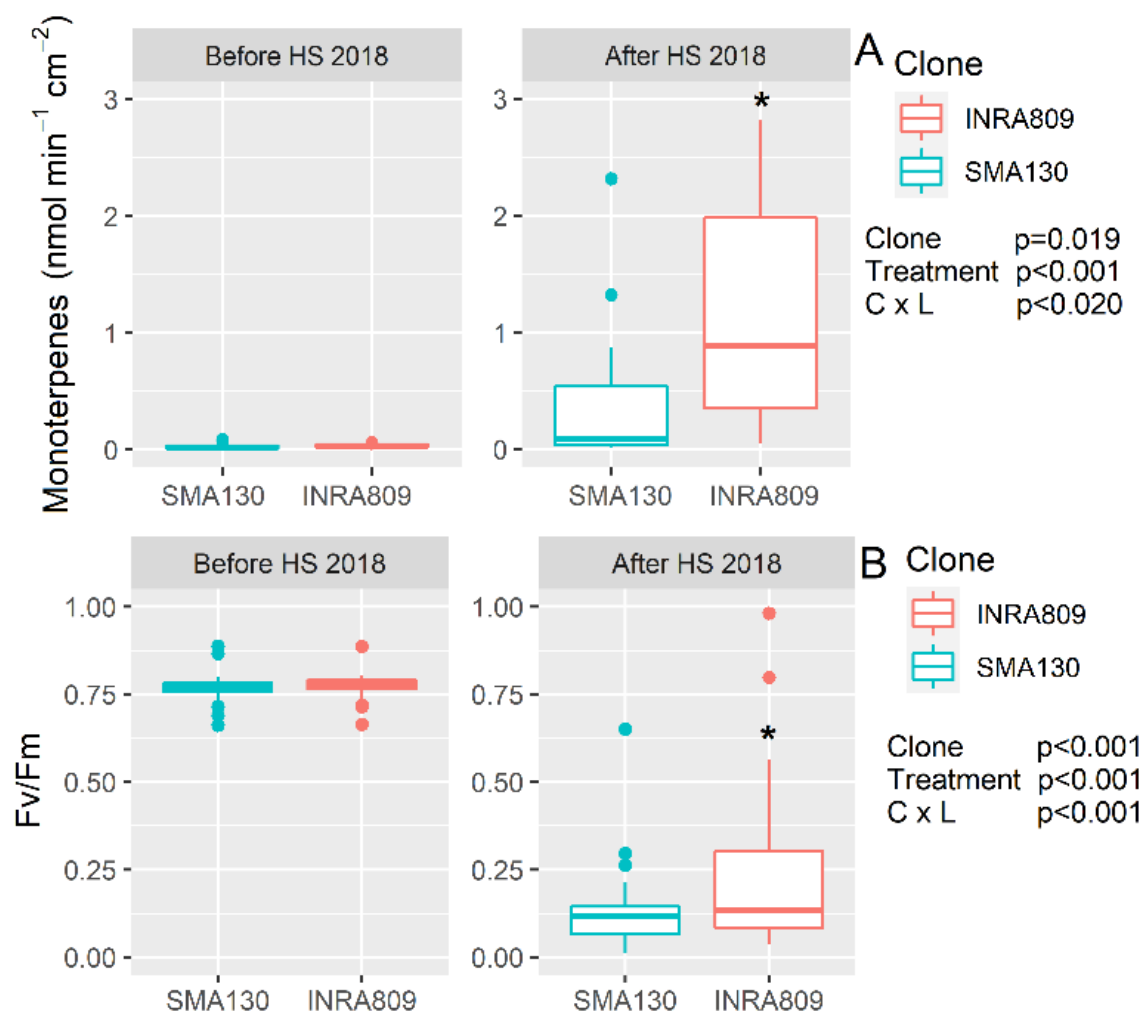 Before HS 2018
After HS 2018
A
Clone
INRA809
SMA130
Clone p=0.019
Treatment p<0.001
C x L p<0.020
Monoterpenes (nmol min⁻¹ cm⁻²)
3
2
1
0
3
2
1
0
*
SMA130 INRA809
SMA130 INRA809
Before HS 2018
After HS 2018
B
Clone
INRA809
SMA130
Clone p<0.001
Treatment p<0.001
C x L p<0.001
Fv/Fm
1.00
0.75
0.50
0.25
0.00
1.00
0.75
0.50
0.25
0.00
*
SMA130 INRA809
SMA130 INRA809